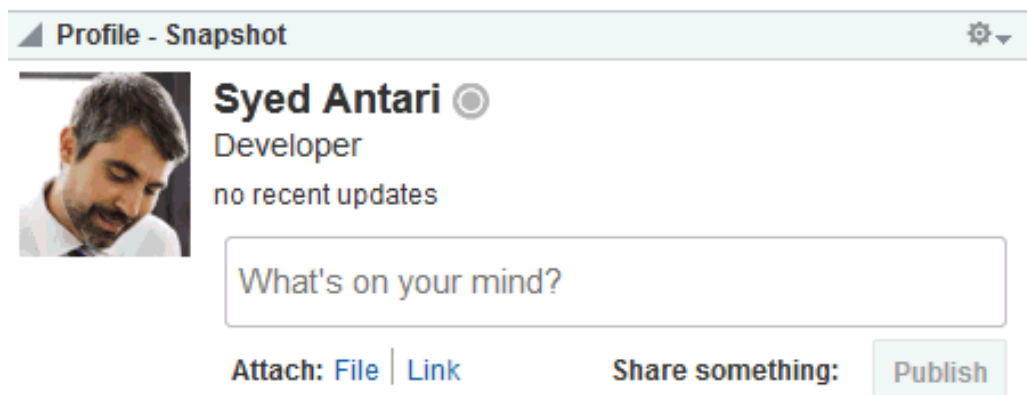 Profile - Snapshot
Syed Antari
Developer
no recent updates
What's on your mind?
Attach: File | Link Share something: Publish